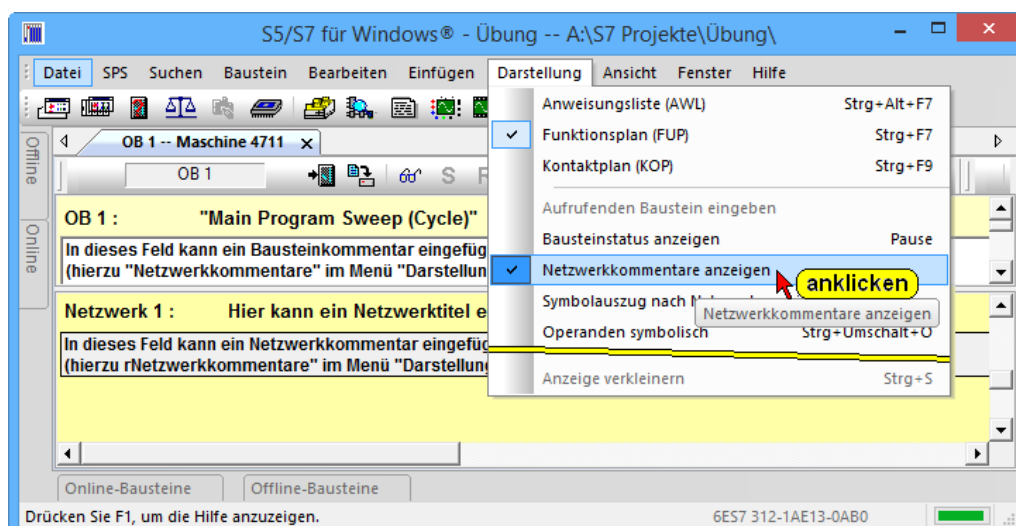 S5/S7 für Windows® - Übung -- A:\S7 Projekte\Übung\
Datei SPS Suchen Baustein Bearbeiten Einfügen Darstellung Ansicht Fenster Hilfe
Offline
Online
OB 1 -- Maschine 4711
OB 1
S
OB 1 : "Main Program Sweep (Cycle)"
In dieses Feld kann ein Bausteinkommentar eingefüg
(hierzu "Netzwerkkommentare" im Menü "Darstellun
Netzwerk 1 : Hier kann ein Netzwerktitel e
In dieses Feld kann ein Netzwerkkommentar eingefüg
(hierzu rNetzwerkkommentare" im Menü "Darstellun
Anweisungsliste (AWL) Strg+Alt+F7
Funktionsplan (FUP) Strg+F7
Kontaktplan (KOP) Strg+F9
Aufrufenden Baustein eingeben
Bausteinstatus anzeigen Pause
Netzwerkkommentare anzeigen
anklicken
Symbolauszug nach
Netzwerkkommentare anzeigen
Operanden symbolisch Strg+Umschalt+O
Anzeige verkleinern Strg+S
Online-Bausteine Offline-Bausteine
Drücken Sie F1, um die Hilfe anzuzeigen. 6ES7 312-1AE13-0AB0